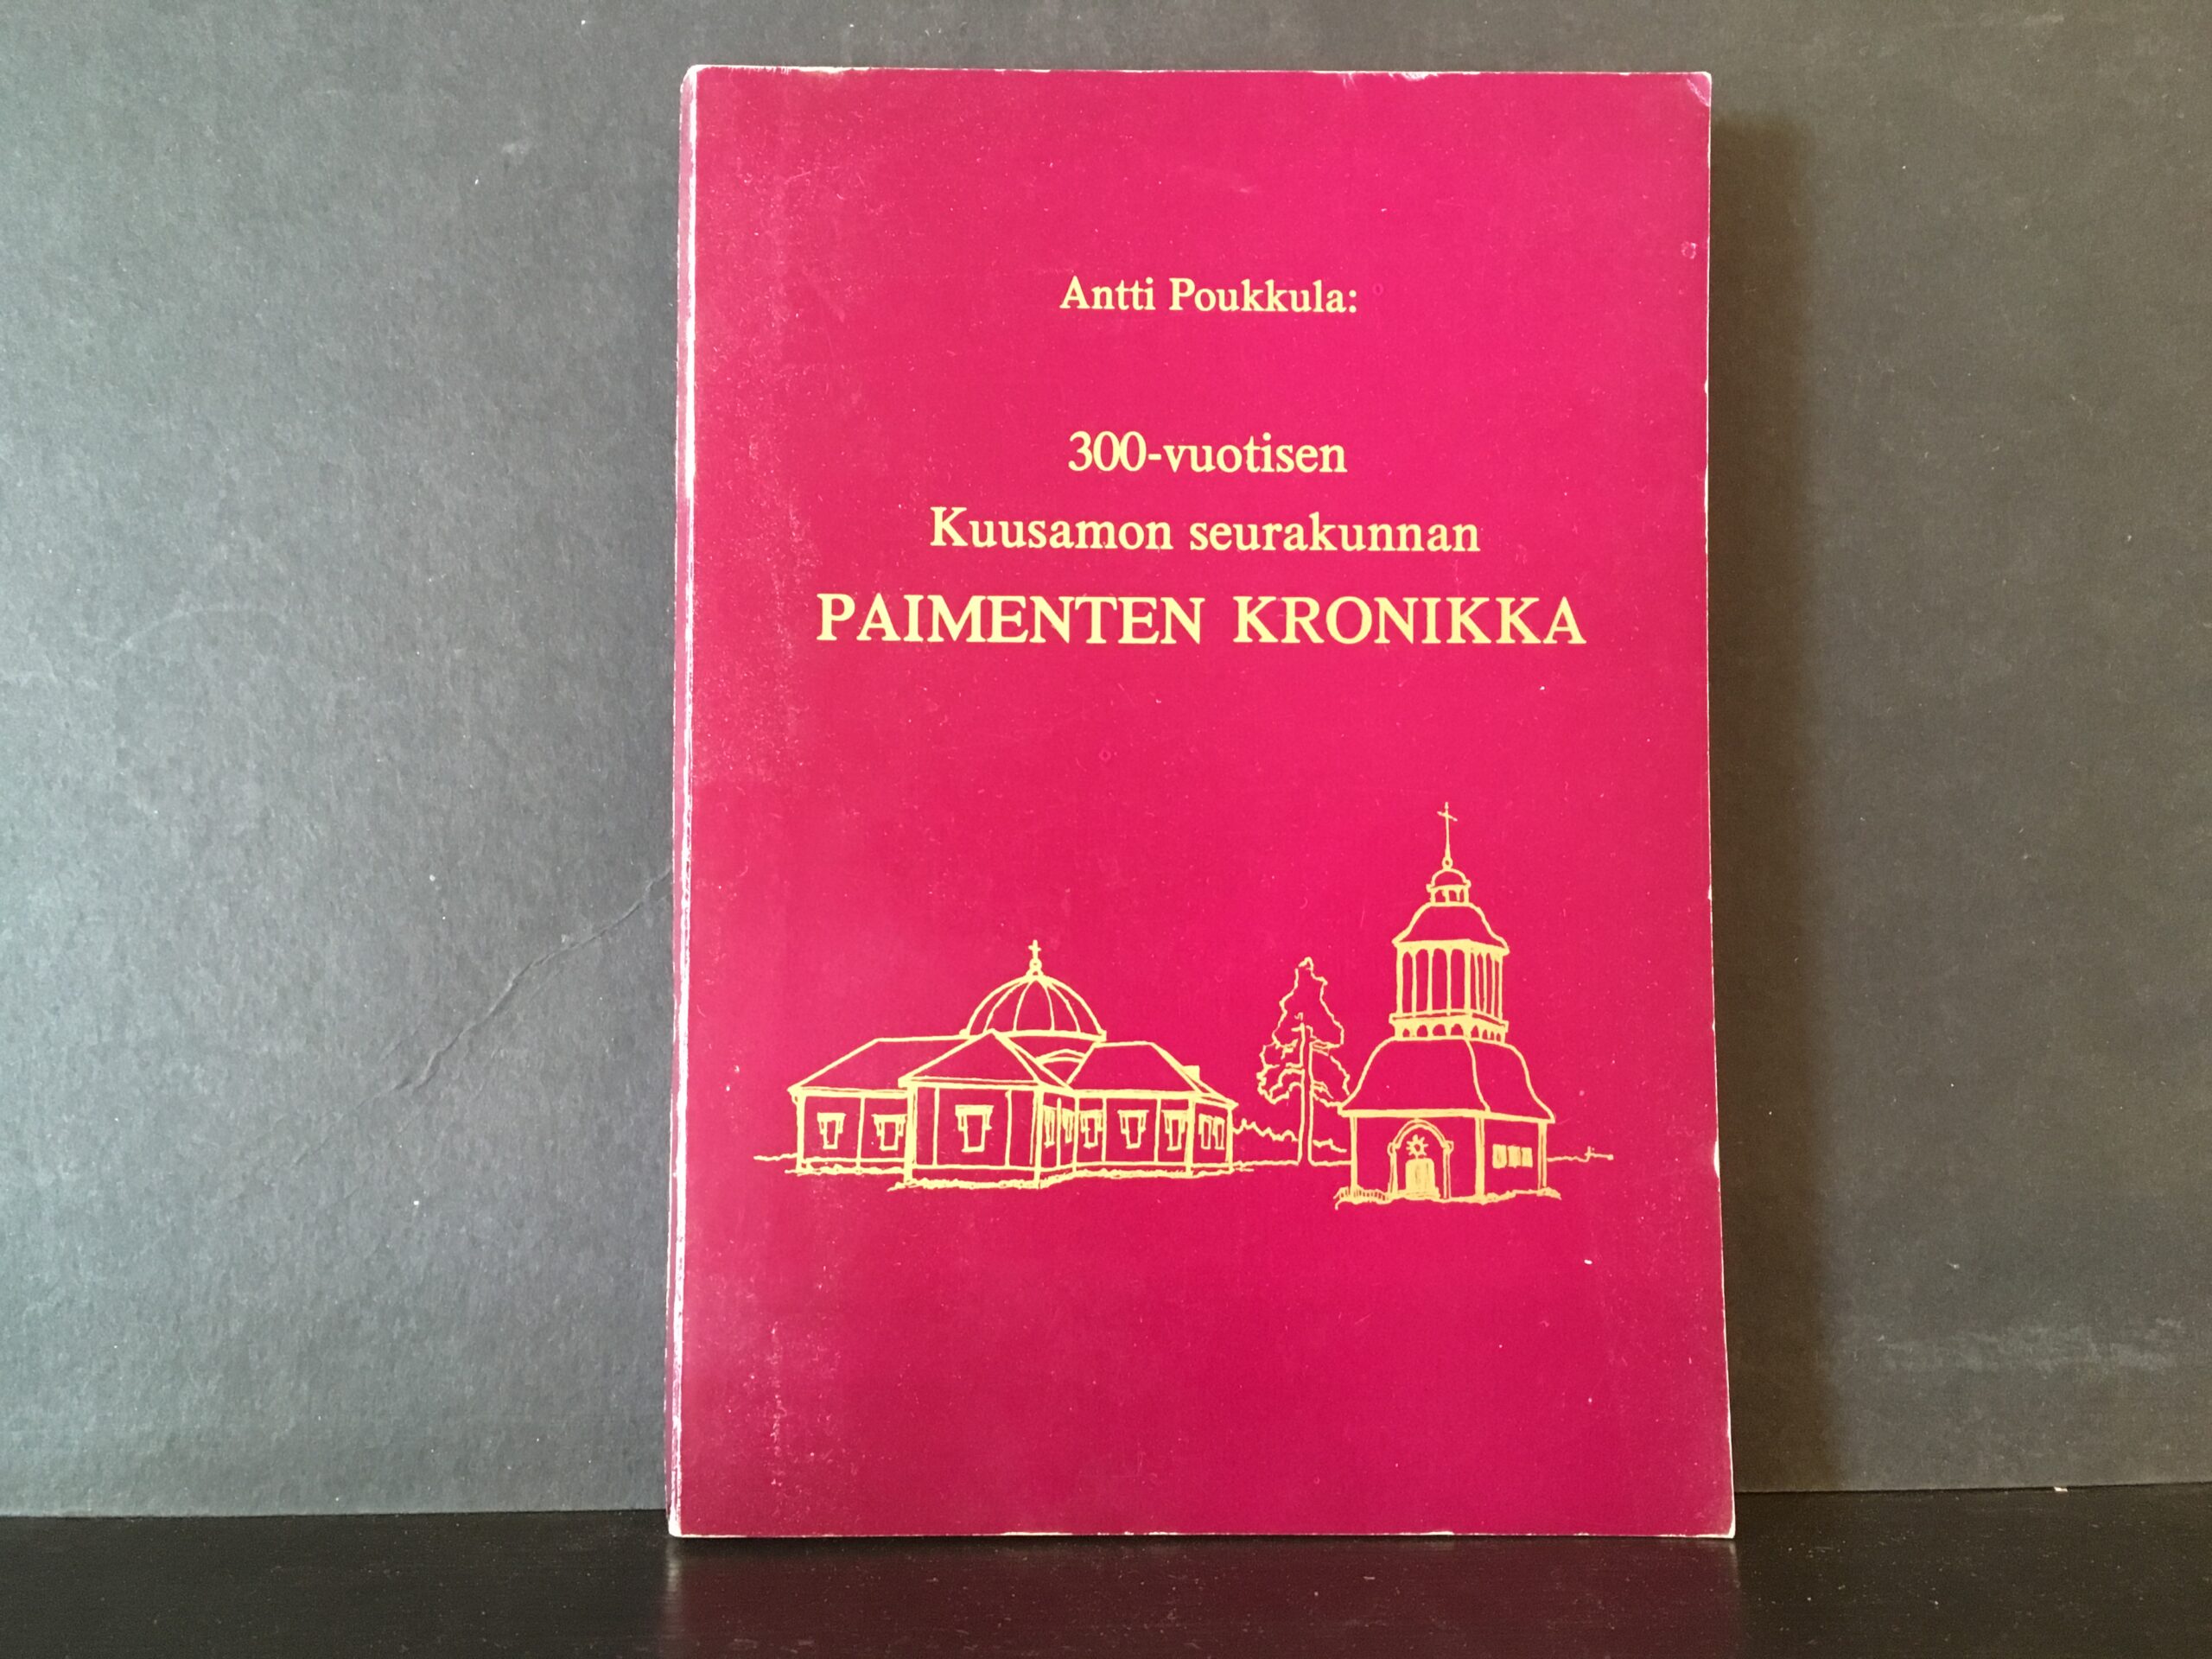 Antti Poukkula:
300-vuotisen
Kuusamon seurakunnan
PAIMENTEN KRONIKKA